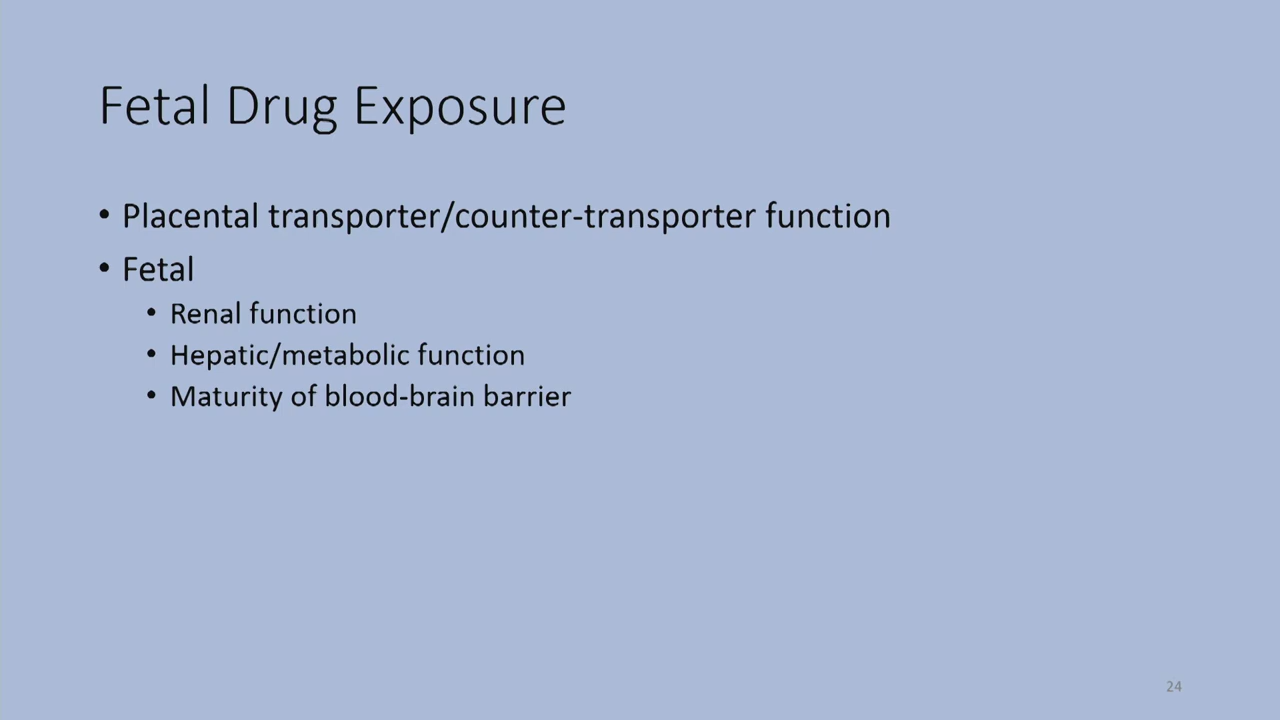 Fetal Drug Exposure
• Placental transporter/counter-transporter function
• Fetal
• Renal function
• Hepatic/metabolic function
• Maturity of blood-brain barrier
24